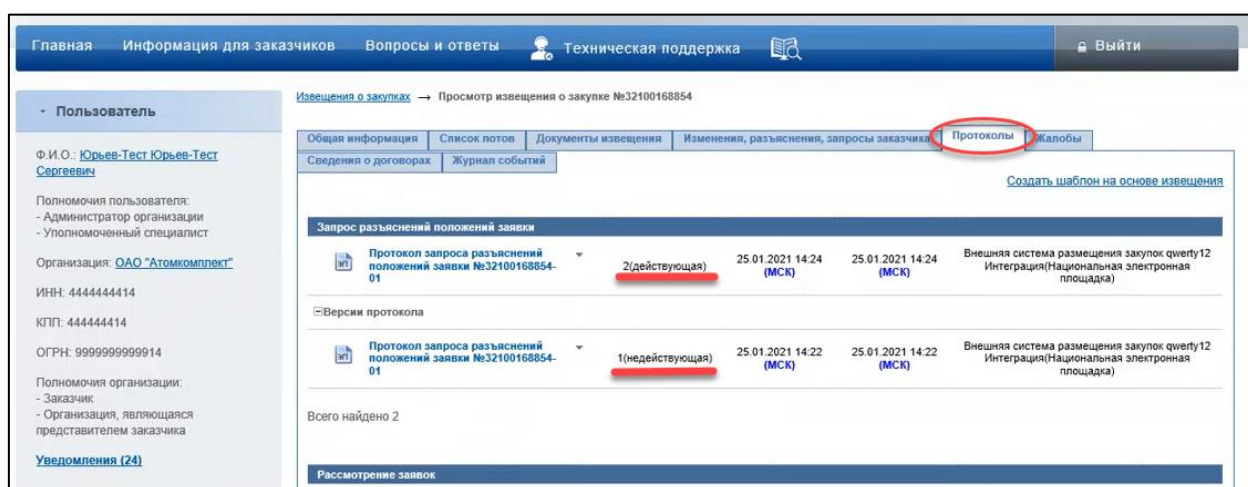 Главная Информация для заказчиков Вопросы и ответы Техническая поддержка Выйти
Пользователь
Ф.И.О.: Юрьев-Тест Юрьев-Тест
Сергеевич
Полномочия пользователя:
- Администратор организации
- Уполномоченный специалист
Организация: ОАО "Атомкомплект"
ИНН: 4444444414
КПП: 444444414
ОГРН: 9999999999914
Полномочия организации:
- Заказчик
- Организация, являющаяся
представителем заказчика
Уведомления (24)
Извещения о закупках → Просмотр извещения о закупке №32100168854
Общая информация Список лотов Документы извещения Изменения, разъяснения, запросы заказчика Протоколы Жалобы
Сведения о договорах Журнал событий
Создать шаблон на основе извещения
Запрос разъяснений положений заявки
Протокол запроса разъяснений
положений заявки №32100168854-
01
2(действующая)
25.01.2021 14:24
(МСК)
25.01.2021 14:24
(МСК)
Внешняя система размещения закупок qwerty12
Интеграция(Национальная электронная
площадка)
Версии протокола
Протокол запроса разъяснений
положений заявки №32100168854-
01
1(недействующая)
25.01.2021 14:22
(МСК)
25.01.2021 14:22
(МСК)
Внешняя система размещения закупок qwerty12
Интеграция(Национальная электронная
площадка)
Всего найдено 2
Рассмотрение заявок